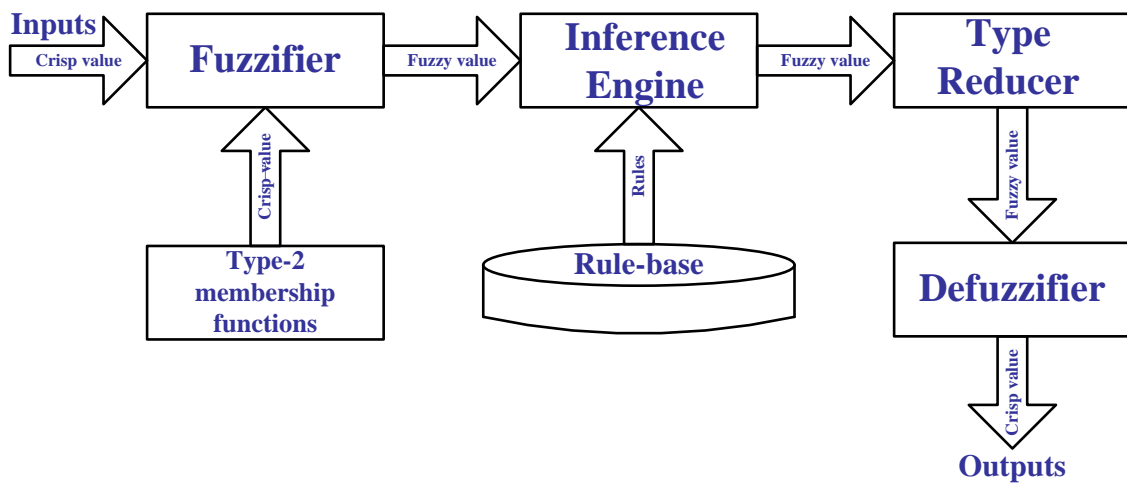 Inputs
Crisp value
Fuzzifier
Fuzzy value
Inference
Engine
Fuzzy value
Type
Reducer
Crisp value
Rules
Fuzzy value
Type-2
membership
functions
Rule-base
Defuzzifier
Crisp value
Outputs